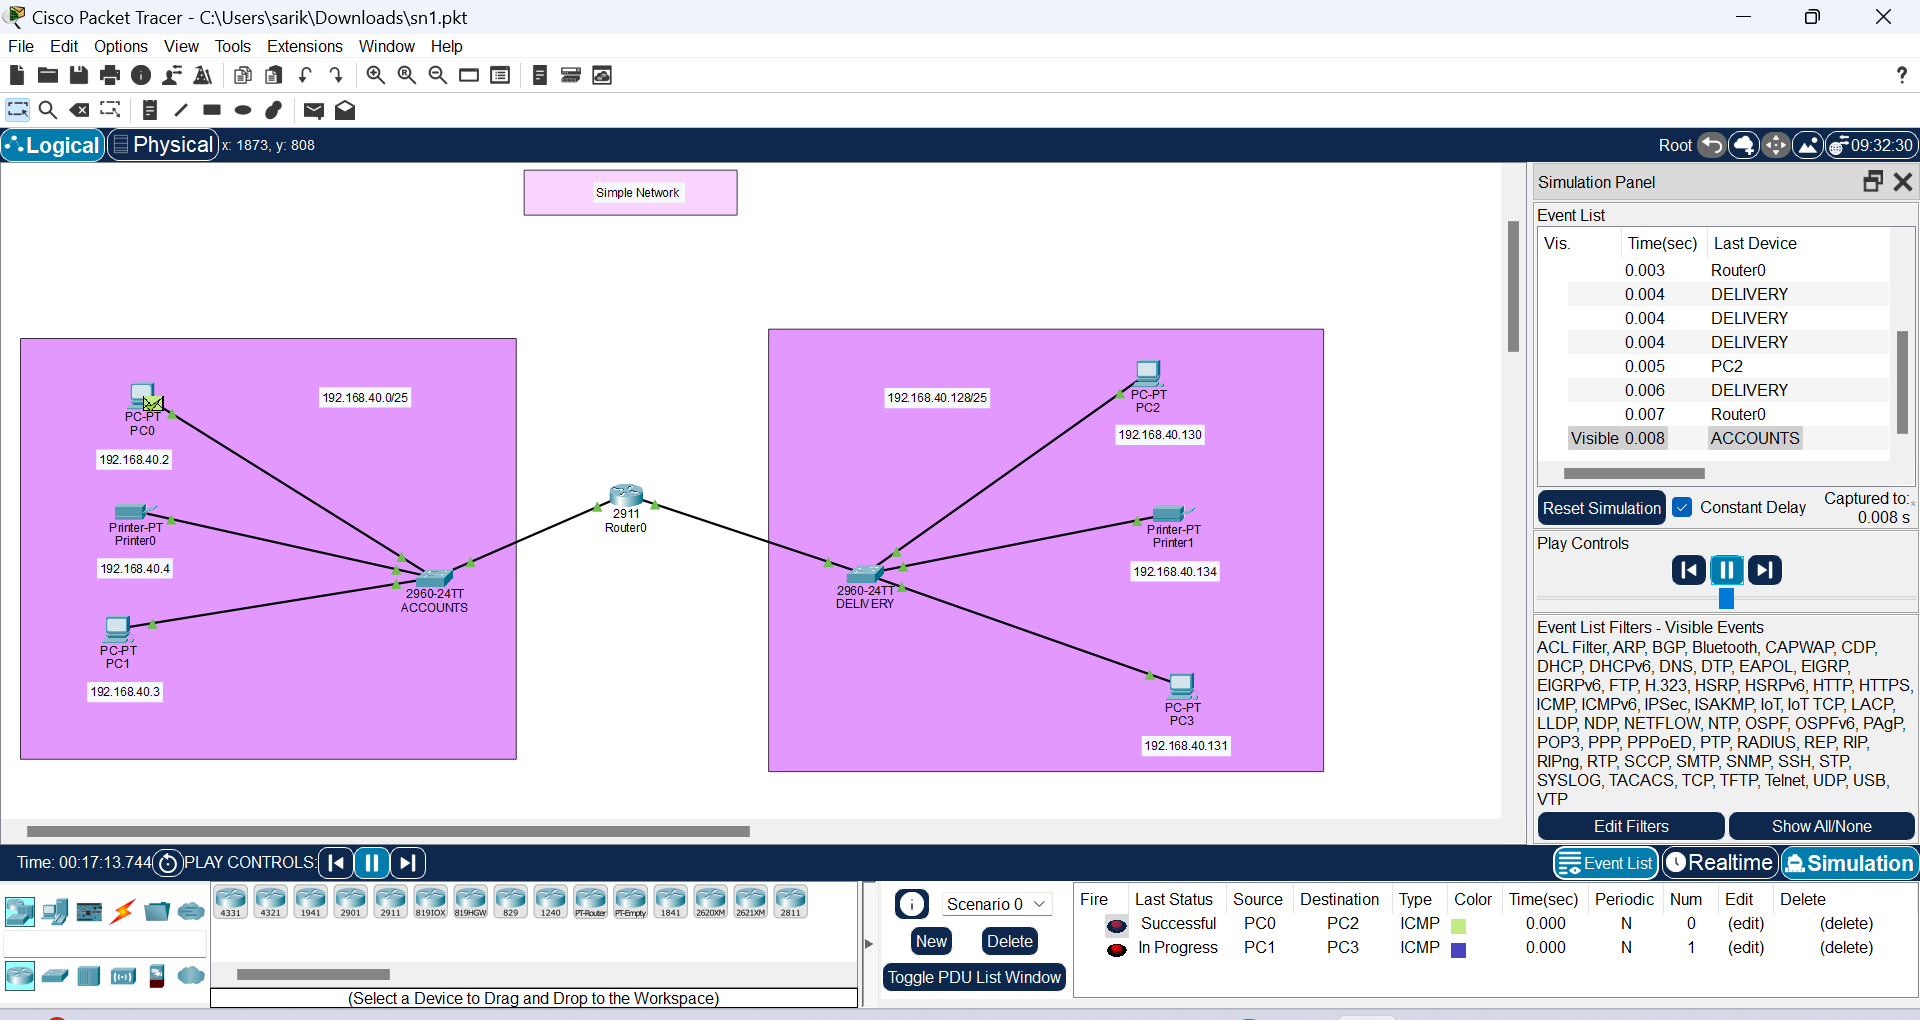 Cisco Packet Tracer - C:\Users\sarik\Downloads\sn1.pkt
File Edit Options View Tools Extensions Window Help
?
Logical Physical x: 1873, y: 808 Root 09:32:30
Simple Network
192.168.40.0/25
PC-PT
PC0
192.168.40.2
Printer-PT
Printer0
192.168.40.4
PC-PT
PC1
192.168.40.3
2960-24TT
ACCOUNTS
2911
Router0
192.168.40.128/25
PC-PT
PC2
192.168.40.130
Printer-PT
Printer1
192.168.40.134
2960-24TT
DELIVERY
PC-PT
PC3
192.168.40.131
Simulation Panel
Event List
Vis. Time(sec) Last Device
0.003 Router0
0.004 DELIVERY
0.004 DELIVERY
0.004 DELIVERY
0.005 PC2
0.006 DELIVERY
0.007 Router0
Visible 0.008 ACCOUNTS
Reset Simulation Constant Delay Captured to:
0.008 s
Play Controls
Event List Filters - Visible Events
ACL Filter, ARP, BGP, Bluetooth, CAPWAP, CDP,
DHCP, DHCPv6, DNS, DTP, EAPOL, EIGRP,
EIGRPv6, FTP, H.323, HSRP, HSRPv6, HTTP, HTTPS,
ICMP, ICMPv6, IPSec, ISAKMP, IoT, IoT TCP, LACP,
LLDP, NDP, NETFLOW, NTP, OSPF, OSPFv6, PAgP,
POP3, PPP, PPPoED, PTP, RADIUS, REP, RIP,
RIPng, RTP, SCCP, SMTP, SNMP, SSH, STP,
SYSLOG, TACACS, TCP, TFTP, Telnet, UDP, USB,
VTP
Edit Filters Show All/None
Time: 00:17:13.744 PLAY CONTROLS: Event List Realtime Simulation
4331 4321 1941 2901 2911 819IOX 819HGW 829 1240 PT-Router PT-Empty 1841 2620XM 2621XM 2811
(Select a Device to Drag and Drop to the Workspace)
Scenario 0
New Delete
Toggle PDU List Window
Fire Last Status Source Destination Type Color Time(sec) Periodic Num Edit Delete
Successful PC0 PC2 ICMP 0.000 N 0 (edit) (delete)
In Progress PC1 PC3 ICMP 0.000 N 1 (edit) (delete)